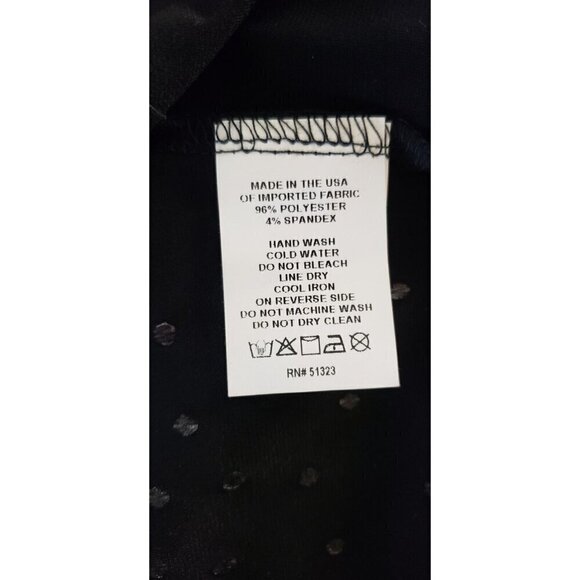 MADE IN THE USA
OF IMPORTED FABRIC
96% POLYESTER
4% SPANDEX
HAND WASH
COLD WATER
DO NOT BLEACH
LINE DRY
COOL IRON
ON REVERSE SIDE
DO NOT MACHINE WASH
DO NOT DRY CLEAN
RN# 51323